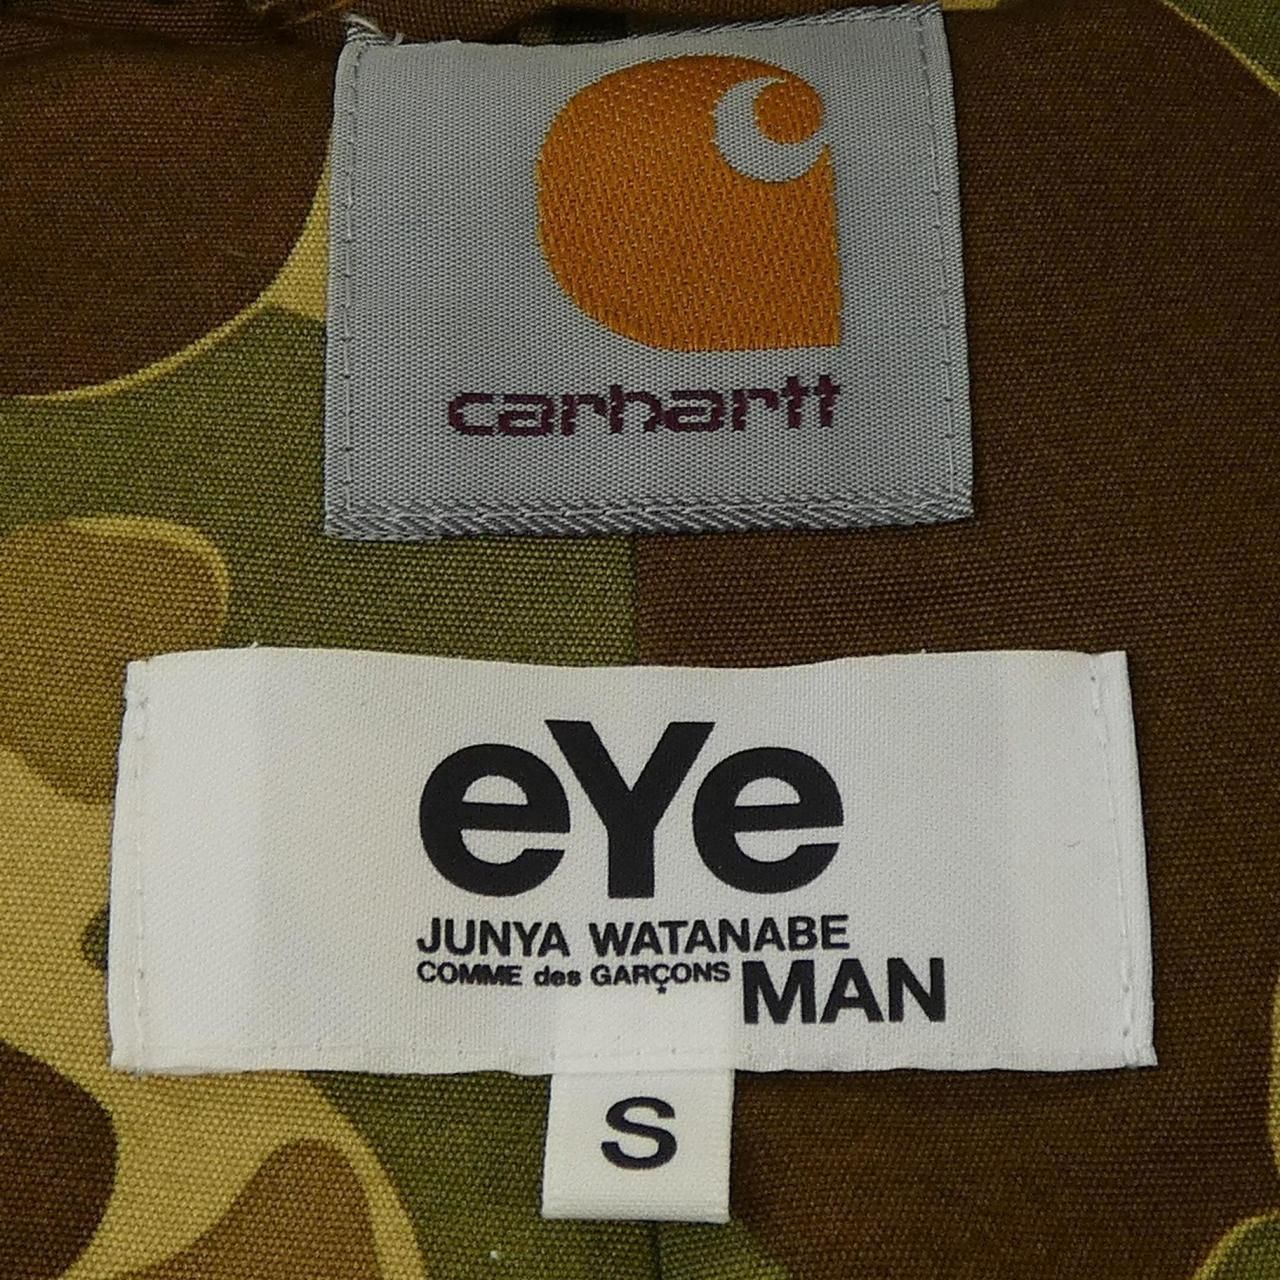 carhartt
eYe
JUNYA WATANABE
COMME des GARÇONS MAN
S